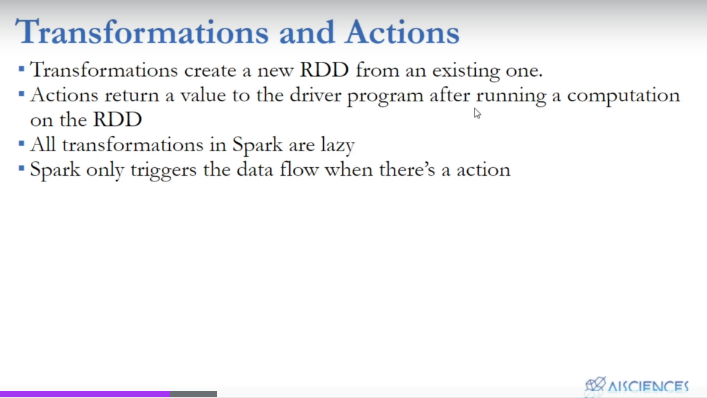 Transformations and Actions
▪ Transformations create a new RDD from an existing one.
▪ Actions return a value to the driver program after running a computation
on the RDD
▪ All transformations in Spark are lazy
▪ Spark only triggers the data flow when there’s a action
AISCIENCES